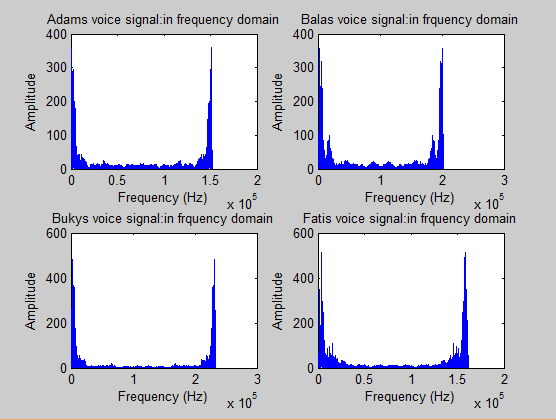 Adams voice signal:in frequency domain
Balas voice signal:in frquency domain
400
300
200
100
0
Amplitude
0
0.5
1
1.5
2
Frequency (Hz)
x 10^5
400
300
200
100
0
Amplitude
0
1
2
3
Frequency (Hz)
x 10^5
Bukys voice signal:in frquency domain
Fatis voice signal:in frquency domain
600
400
200
0
Amplitude
0
1
2
3
Frequency (Hz)
x 10^5
600
400
200
0
Amplitude
0
0.5
1
1.5
2
Frequency (Hz)
x 10^5